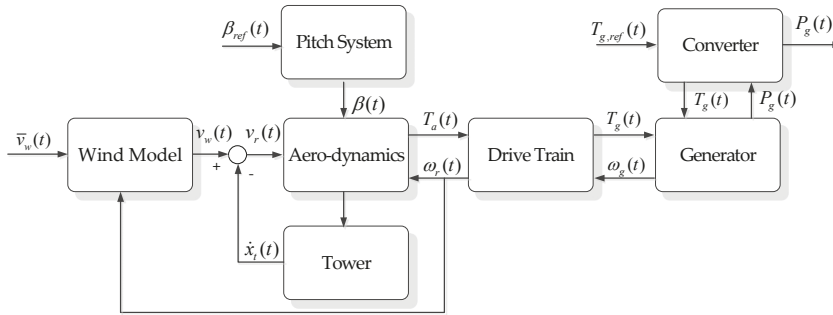 β_ref(t)
Pitch System
T_g,ref(t)
Converter
P_g(t)
β(t)
T_g(t)
P_g(t)
v̄_w(t)
Wind Model
v_w(t)
+
-
v_r(t)
Aero-dynamics
T_a(t)
ω_r(t)
Drive Train
T_g(t)
ω_g(t)
Generator
ẋ_t(t)
Tower